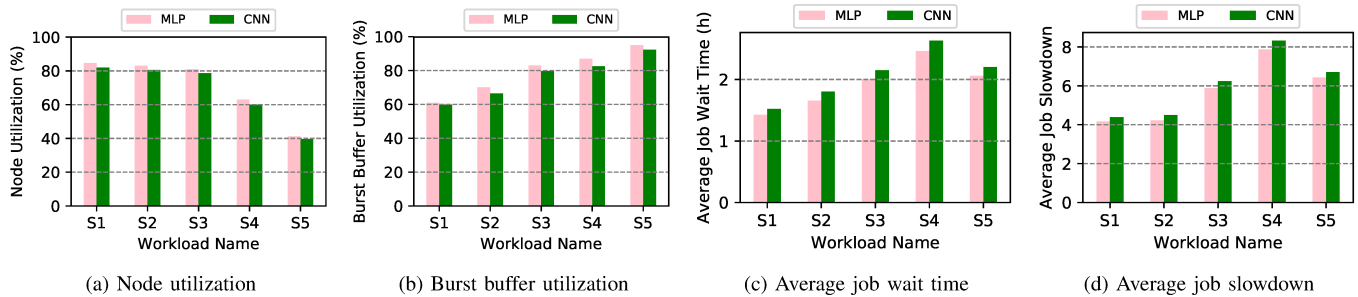 MLP CNN
Node Utilization (%)
100
80
60
40
20
0
S1 S2 S3 S4 S5
Workload Name
(a) Node utilization
MLP CNN
Burst Buffer Utilization (%)
100
80
60
40
20
0
S1 S2 S3 S4 S5
Workload Name
(b) Burst buffer utilization
MLP CNN
Average Job Wait Time (h)
2
1
0
S1 S2 S3 S4 S5
Workload Name
(c) Average job wait time
MLP CNN
Average Job Slowdown
8
6
4
2
0
S1 S2 S3 S4 S5
Workload Name
(d) Average job slowdown